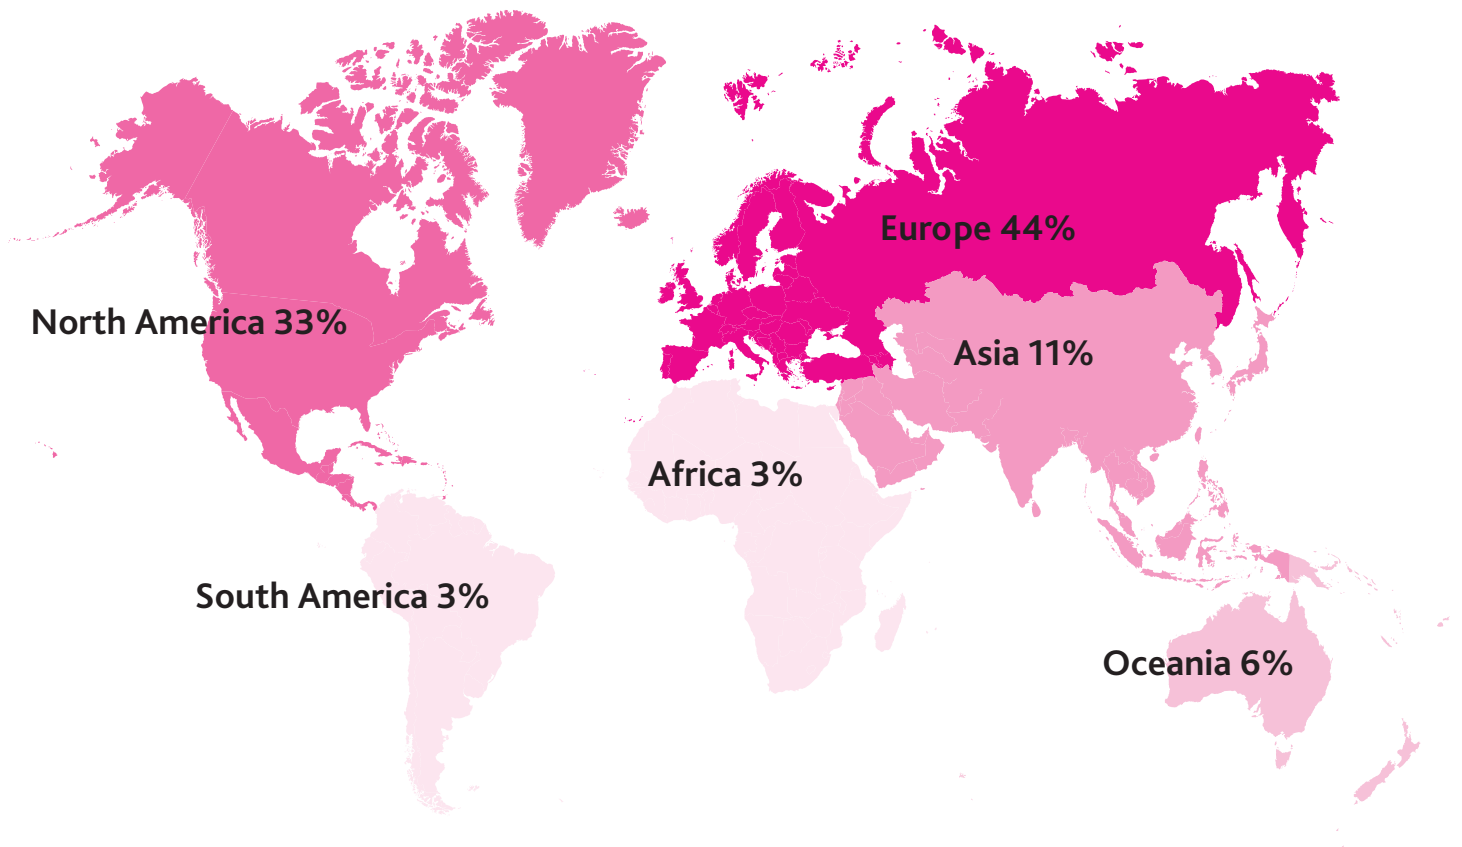 Europe 44%
North America 33%
Asia 11%
Africa 3%
South America 3%
Oceania 6%